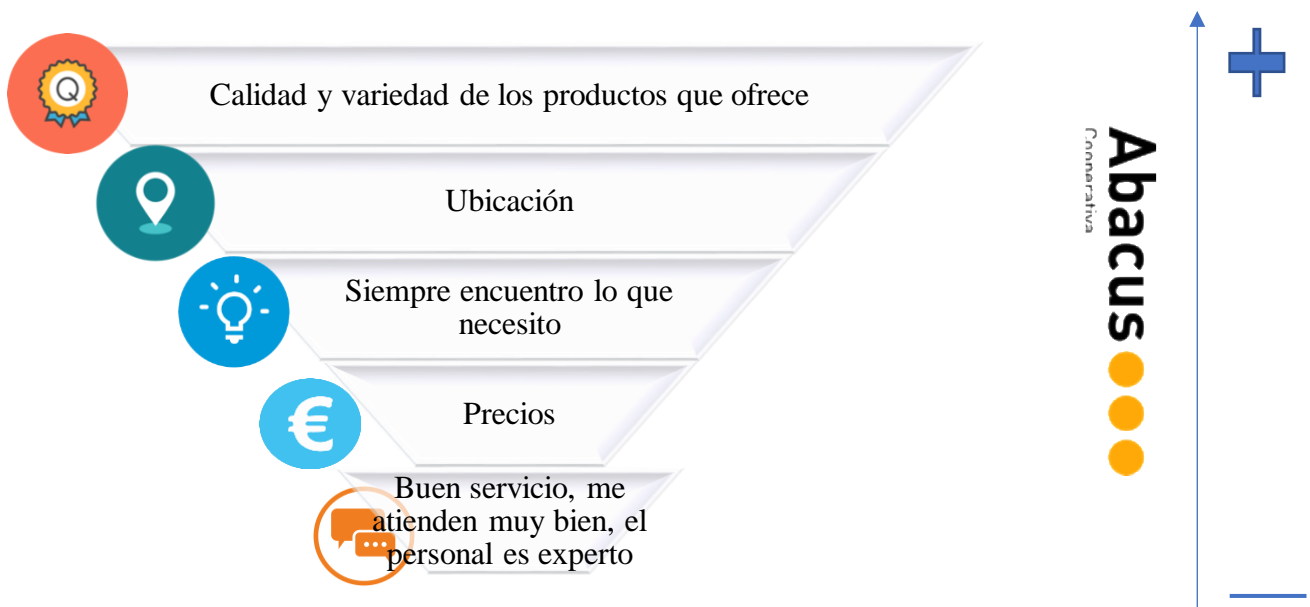 Q
Calidad y variedad de los productos que ofrece
Ubicación
Siempre encuentro lo que
necesito
€
Precios
Buen servicio, me
atienden muy bien, el
personal es experto
Abacus
Cooperativa